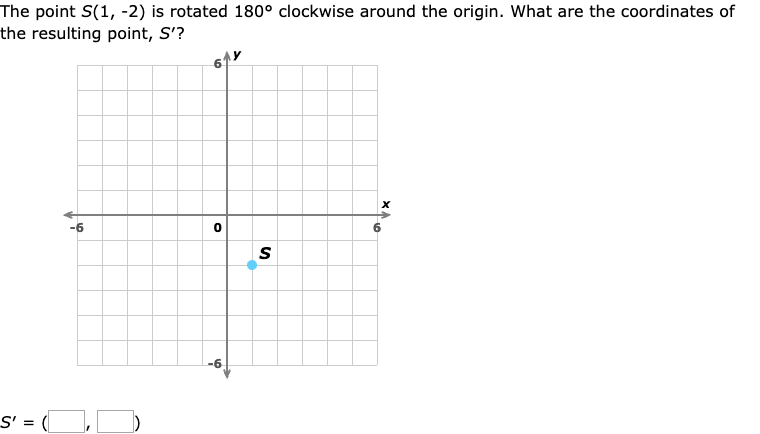 The point S(1, -2) is rotated 180° clockwise around the origin. What are the coordinates of
the resulting point, S′?
6 y
x
-6 0 6
S
-6
S′ = ( , )